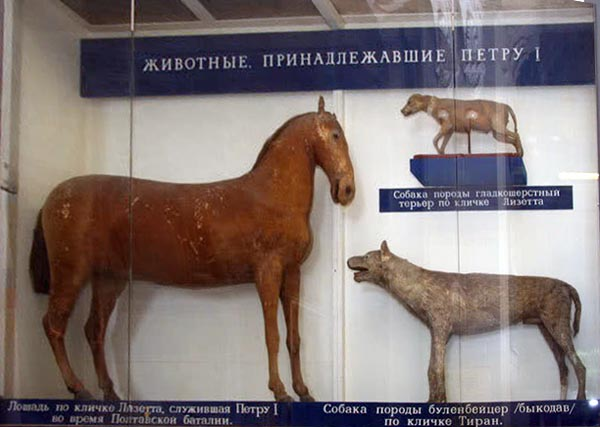 ЖИВОТНЫЕ, ПРИНАДЛЕЖАВШИЕ ПЕТРУ I
Собака породы гладкошерстный
терьер по кличке Лизетта
Лошадь по кличке Лизетта, служившая Петру I
во время Полтавской баталии.
Собака породы буленбейцер /быкодав/
по кличке Тиран.